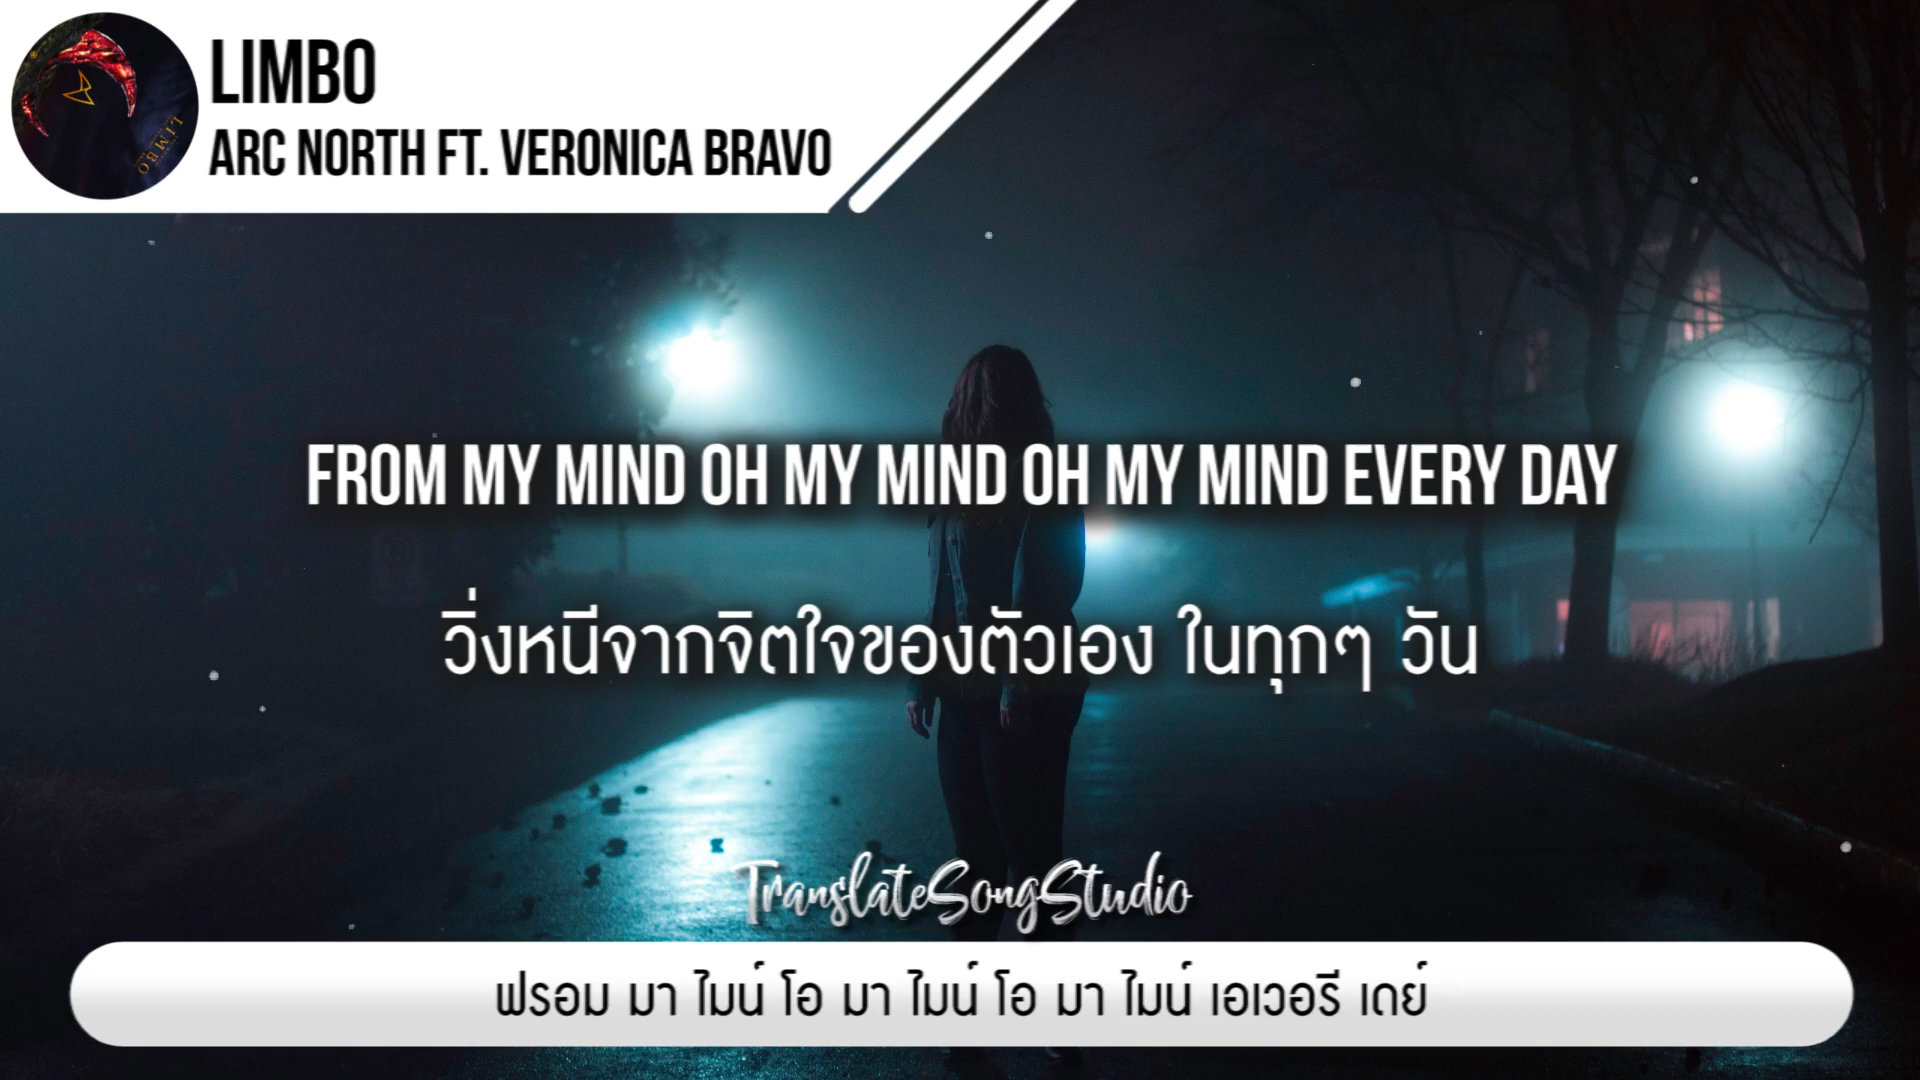 LIMBO
ARC NORTH FT. VERONICA BRAVO
LIMBO
FROM MY MIND OH MY MIND OH MY MIND EVERY DAY
วิ่งหนีจากจิตใจของตัวเอง ในทุกๆ วัน
TranslateSongStudio
ฟรอม มา ไมน์ โอ มา ไมน์ โอ มา ไมน์ เอเวอรี เดย์